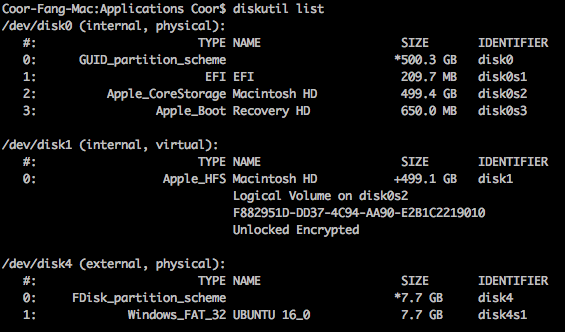 Coor-Fang-Mac:Applications Coor$ diskutil list
/dev/disk0 (internal, physical):
#: TYPE NAME SIZE IDENTIFIER
0: GUID_partition_scheme *500.3 GB disk0
1: EFI EFI 209.7 MB disk0s1
2: Apple_CoreStorage Macintosh HD 499.4 GB disk0s2
3: Apple_Boot Recovery HD 650.0 MB disk0s3
/dev/disk1 (internal, virtual):
#: TYPE NAME SIZE IDENTIFIER
0: Apple_HFS Macintosh HD +499.1 GB disk1
Logical Volume on disk0s2
F882951D-DD37-4C94-AA90-E2B1C2219010
Unlocked Encrypted
/dev/disk4 (external, physical):
#: TYPE NAME SIZE IDENTIFIER
0: FDisk_partition_scheme *7.7 GB disk4
1: Windows_FAT_32 UBUNTU 16_0 7.7 GB disk4s1